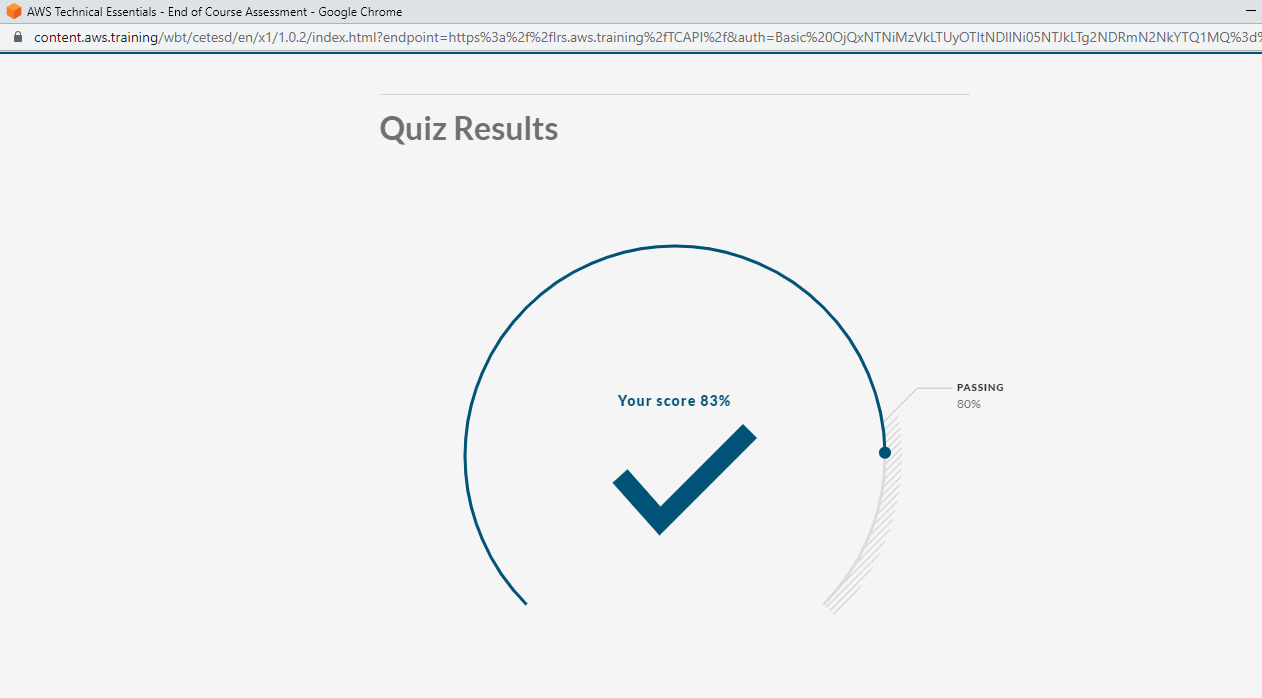 AWS Technical Essentials - End of Course Assessment - Google Chrome
content.aws.training/wbt/cetesd/en/x1/1.0.2/index.html?endpoint=https%3a%2f%2flrs.aws.training%2fTCAPI%2f&auth=Basic%20OjQxNTNiMzVkLTUyOTItNDllNi05NTJkLTg2NDRmN2NkYTQ1MQ%3d%
Quiz Results
PASSING
80%
Your score 83%